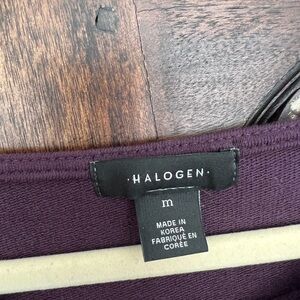 ·HALOGEN·
m
MADE IN
KOREA
FABRIQUÉ EN
CORÉE